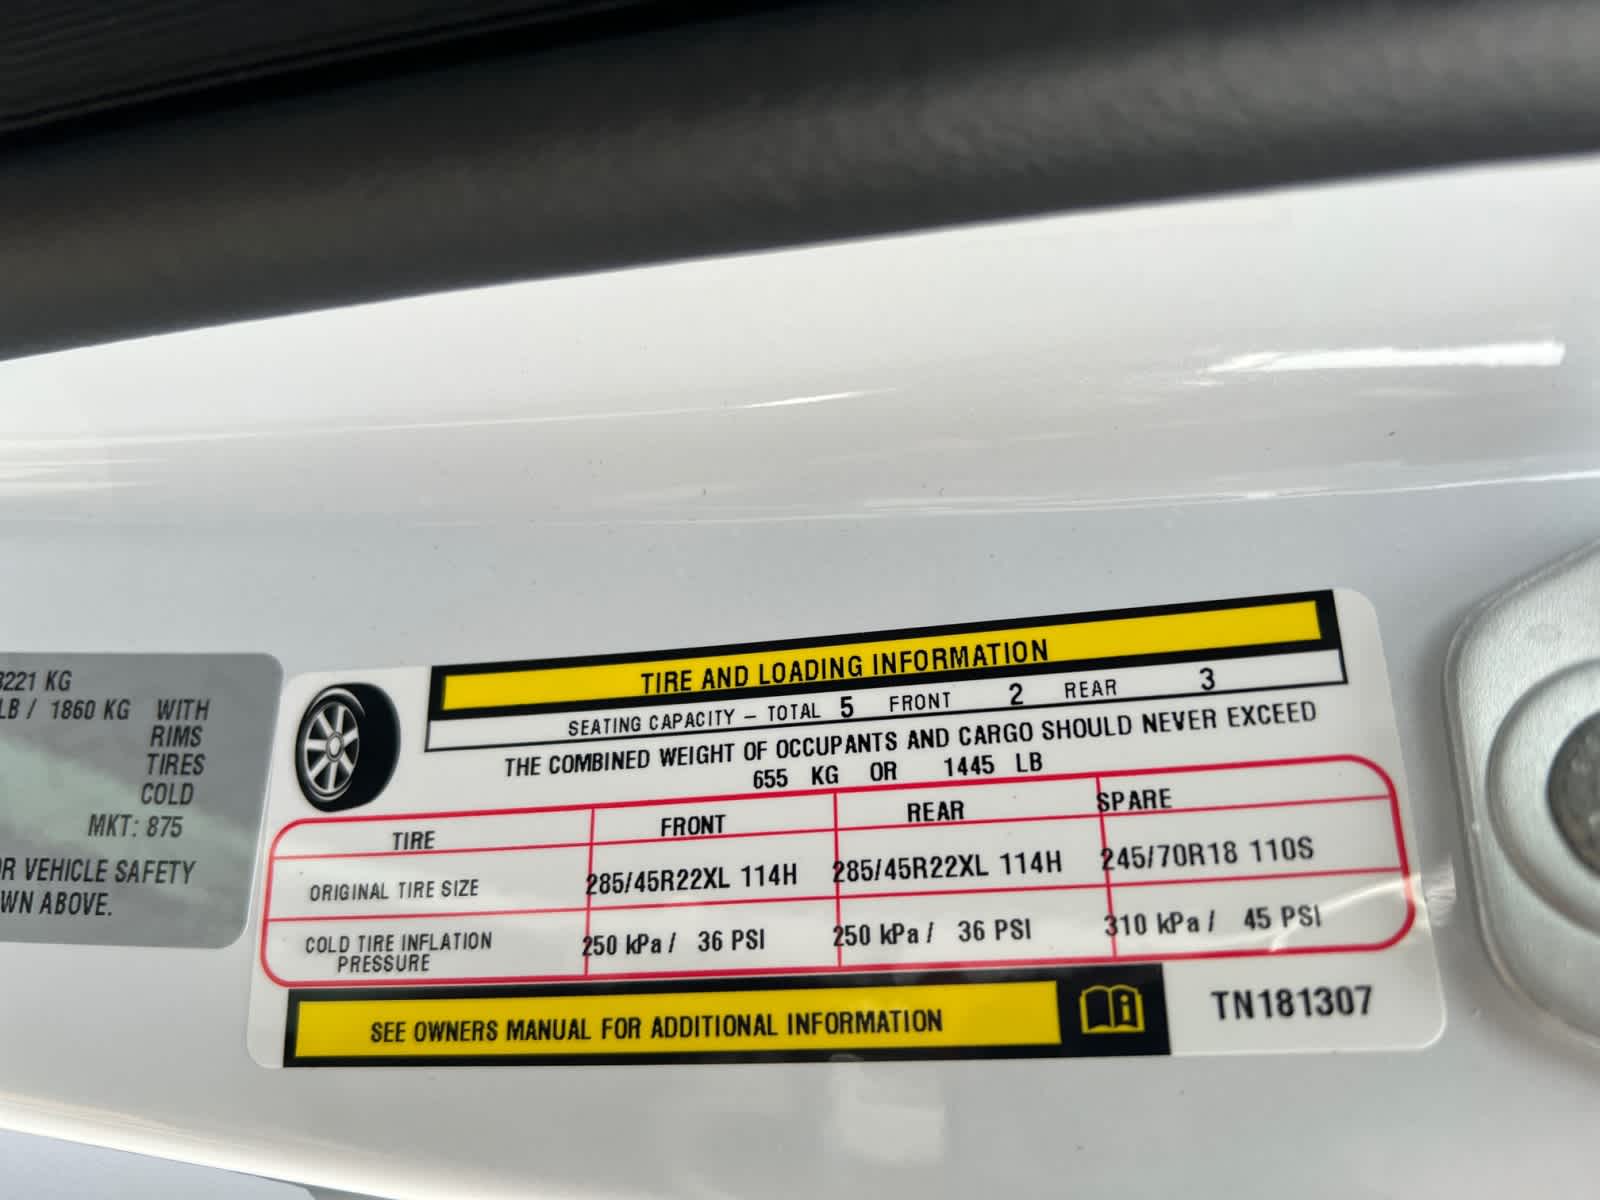 221 KG
LB / 1860 KG WITH
RIMS
TIRES
COLD
MKT: 875
R VEHICLE SAFETY
WN ABOVE.
TIRE AND LOADING INFORMATION
SEATING CAPACITY – TOTAL 5 FRONT 2 REAR 3
THE COMBINED WEIGHT OF OCCUPANTS AND CARGO SHOULD NEVER EXCEED
655 KG OR 1445 LB
TIRE FRONT REAR SPARE
ORIGINAL TIRE SIZE 285/45R22XL 114H 285/45R22XL 114H 245/70R18 110S
COLD TIRE INFLATION
PRESSURE 250 kPa / 36 PSI 250 kPa / 36 PSI 310 kPa / 45 PSI
SEE OWNERS MANUAL FOR ADDITIONAL INFORMATION
TN181307